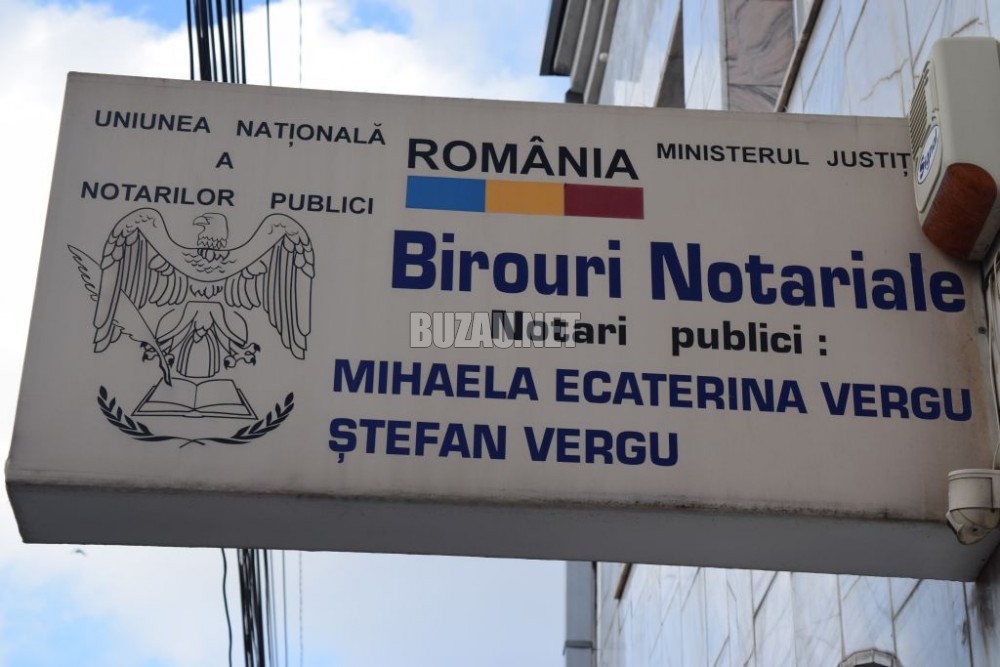 UNIUNEA NAȚIONALĂ
A
NOTARILOR PUBLICI
ROMÂNIA
MINISTERUL JUSTIȚ
Birouri Notariale
Notari publici :
BUZAU.NET
MIHAELA ECATERINA VERGU
ȘTEFAN VERGU